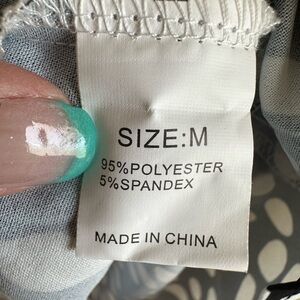 SIZE:M
95%POLYESTER
5%SPANDEX
MADE IN CHINA